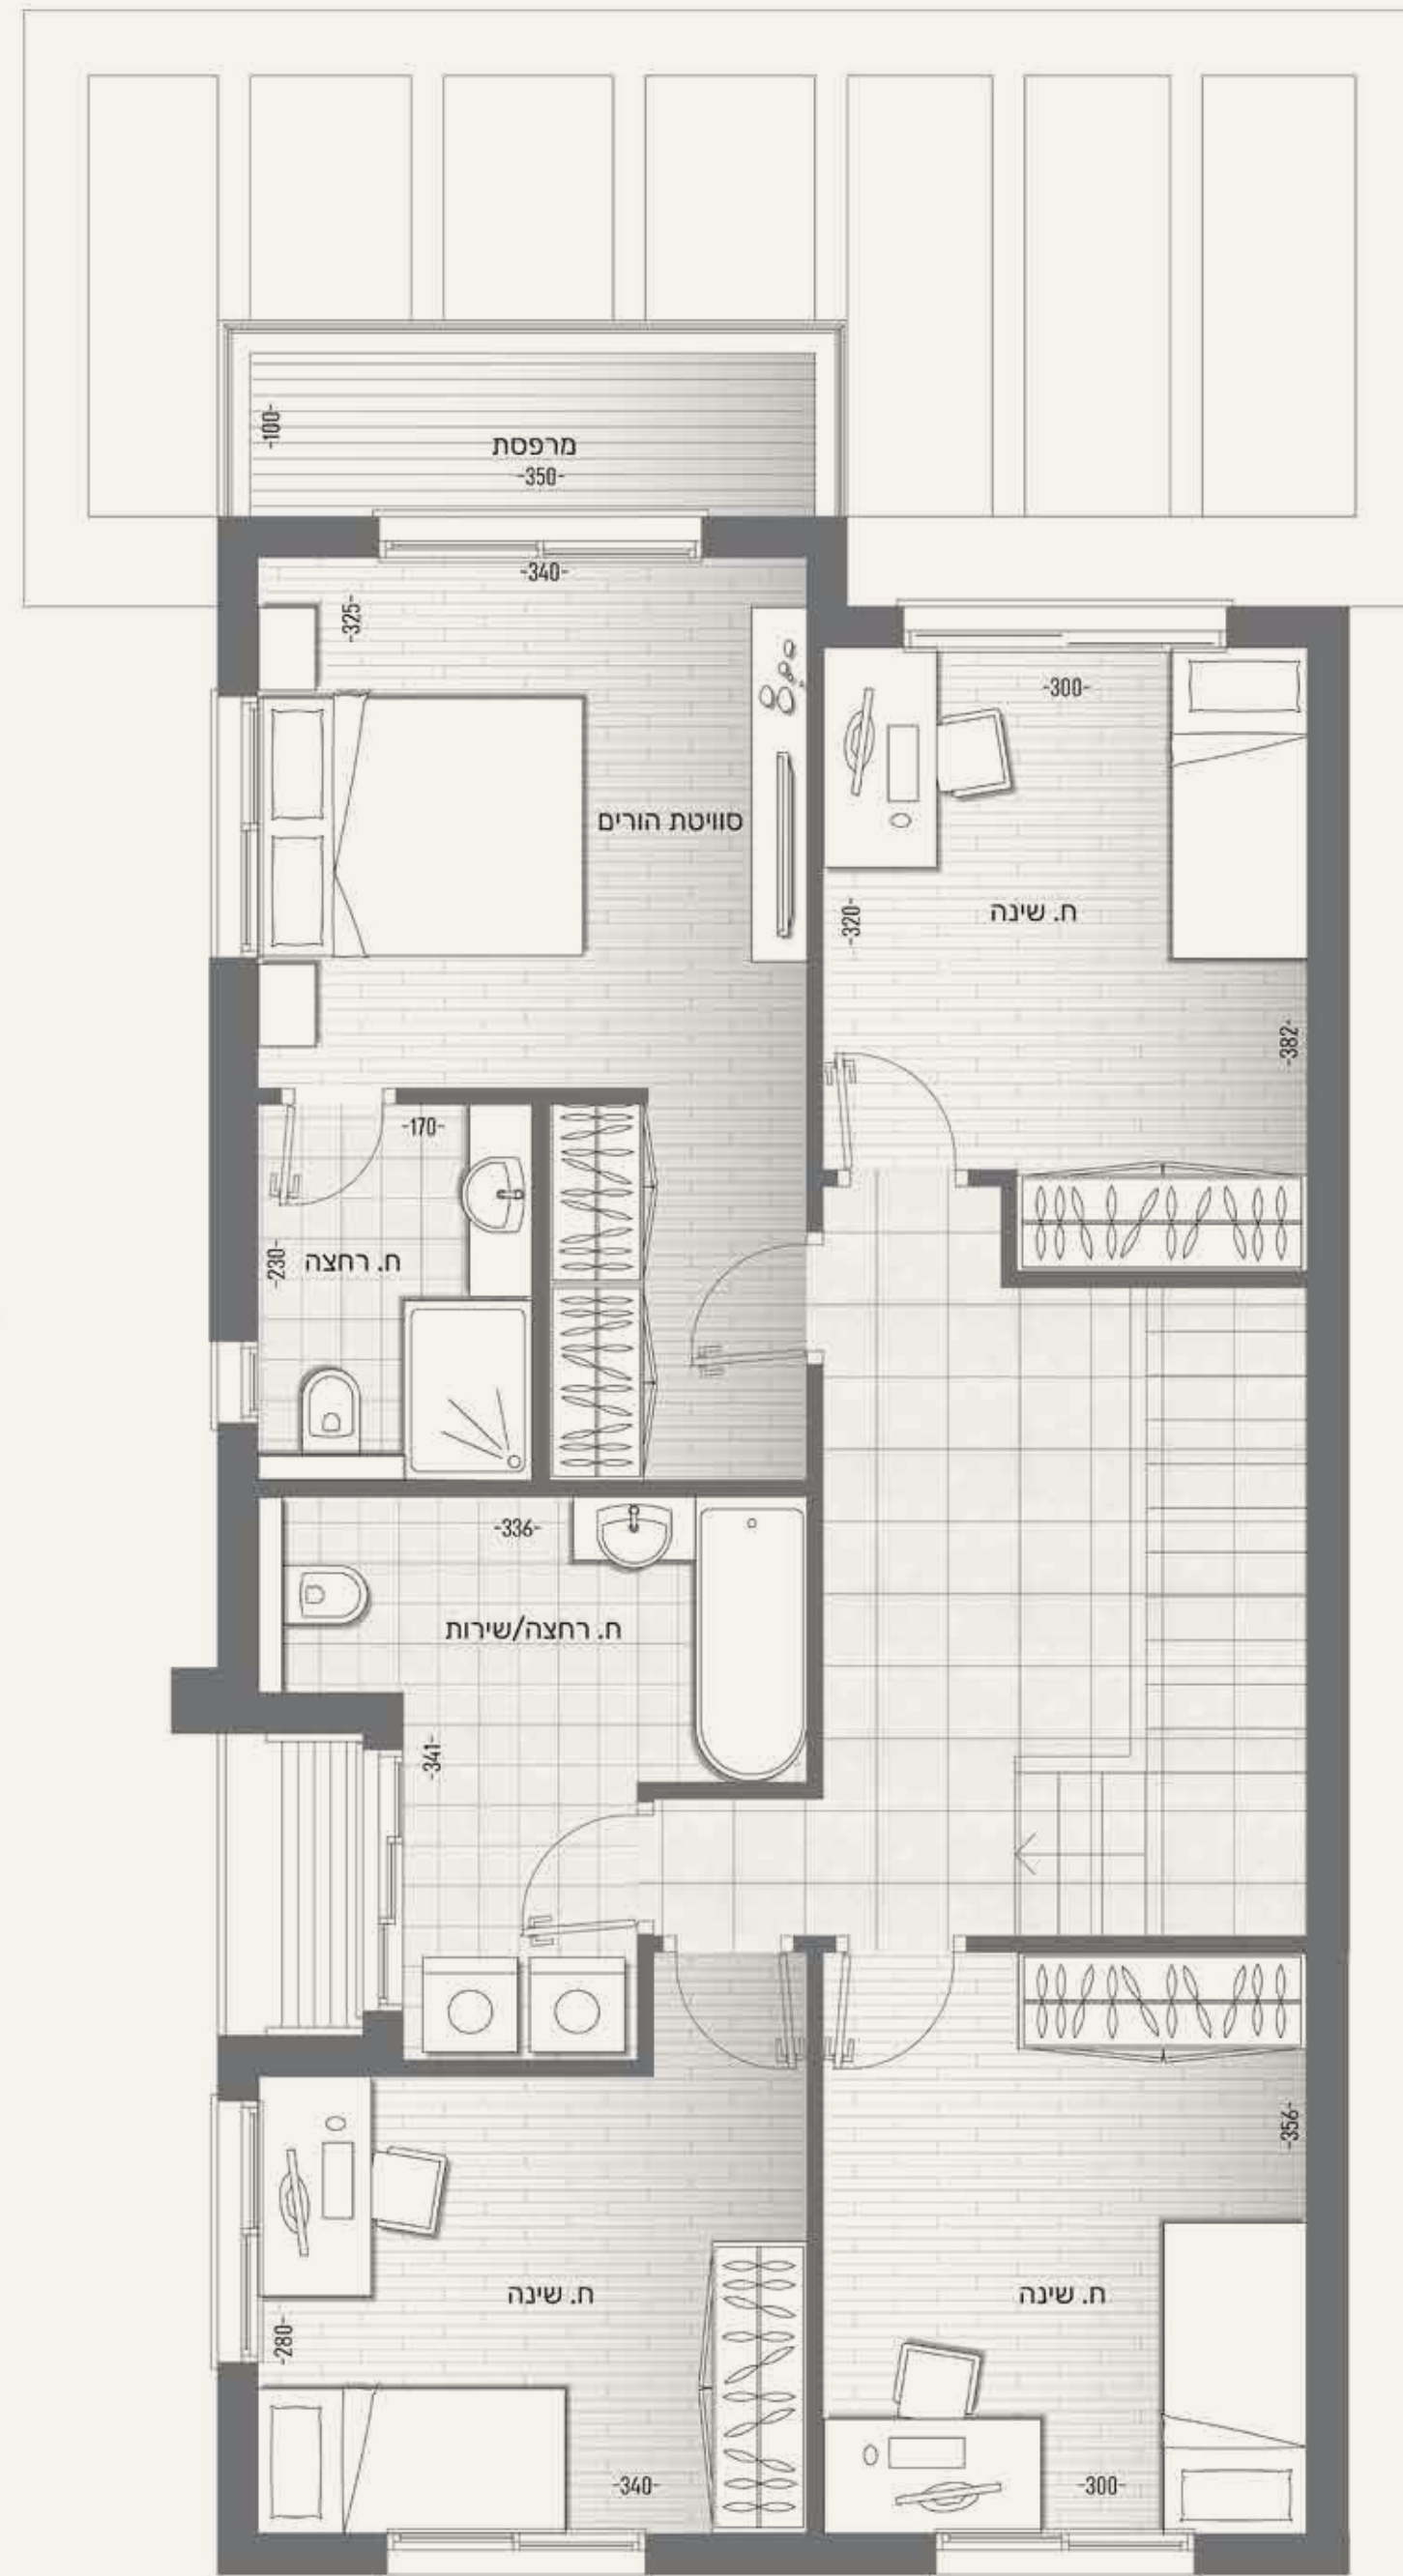 -100-
מרפסת
-350-
-340-
-325-
-300-
סוויטת הורים
ח. שינה
-320-
-382-
-170-
ח. רחצה
-230-
-336-
ח. רחצה/שירות
-341-
-356-
ח. שינה
ח. שינה
-280-
-340-
-300-